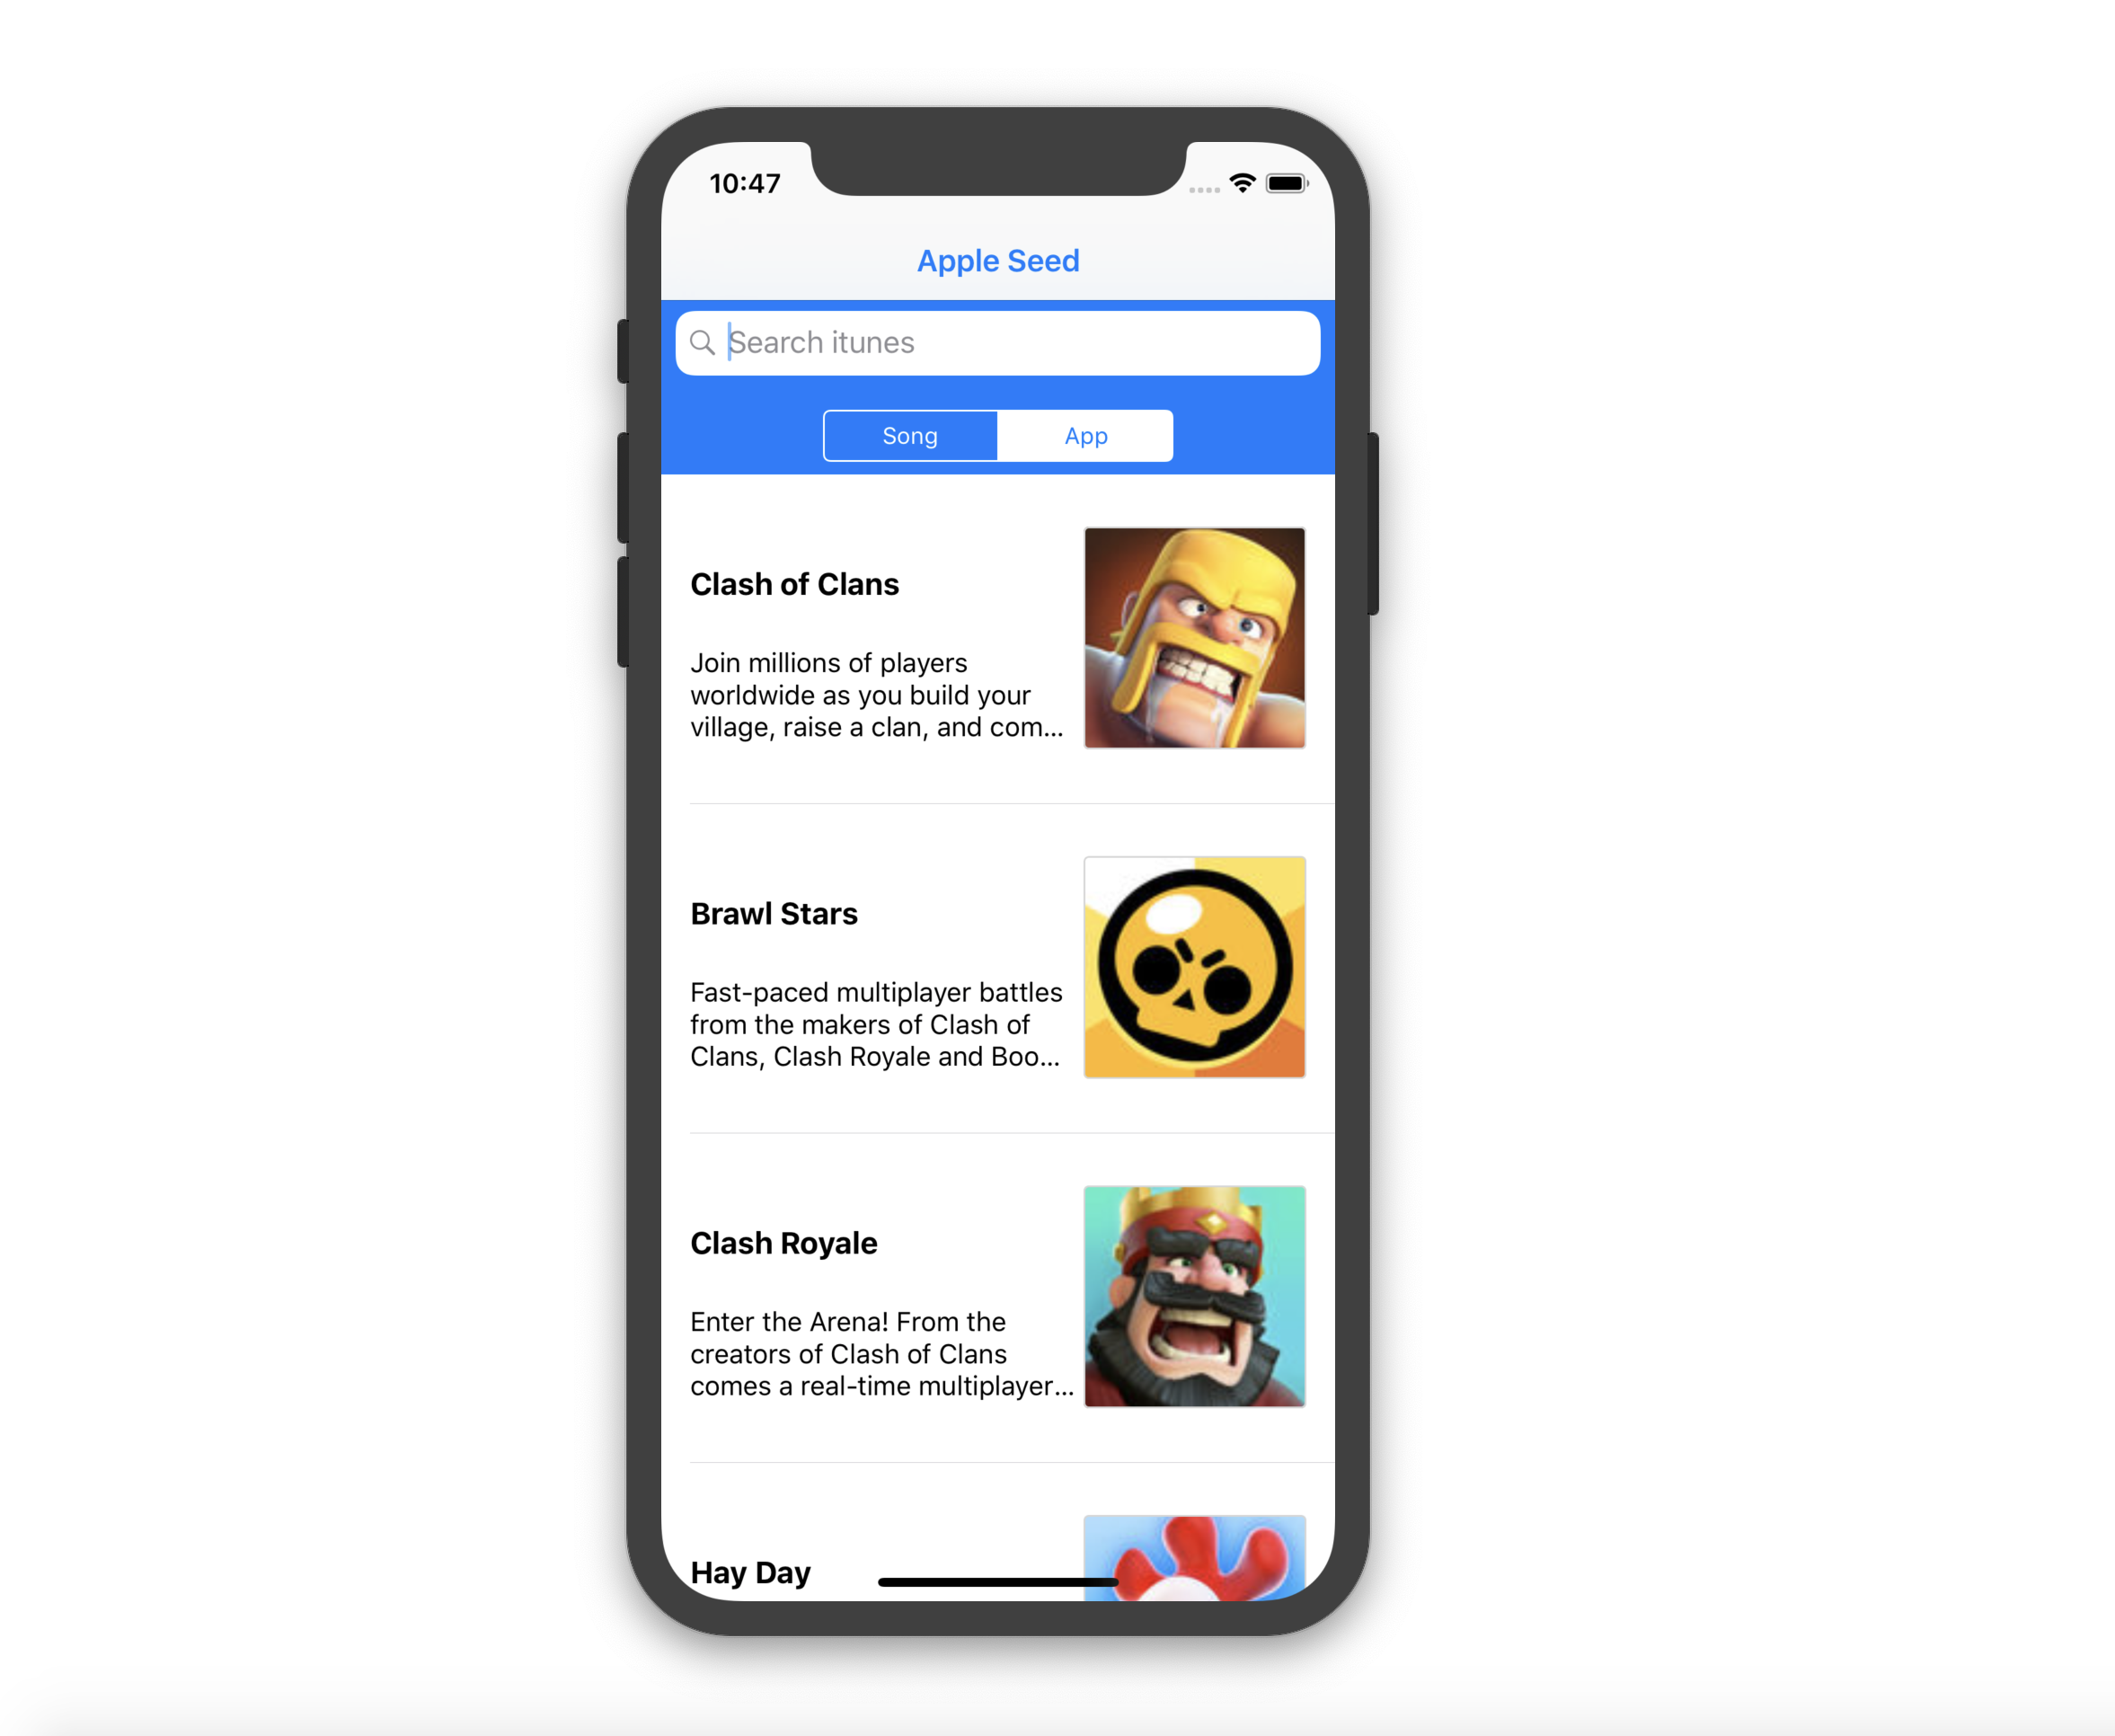 10:47
Apple Seed
Search itunes
Song App
Clash of Clans
Join millions of players
worldwide as you build your
village, raise a clan, and com...
Brawl Stars
Fast-paced multiplayer battles
from the makers of Clash of
Clans, Clash Royale and Boo...
Clash Royale
Enter the Arena! From the
creators of Clash of Clans
comes a real-time multiplayer...
Hay Day